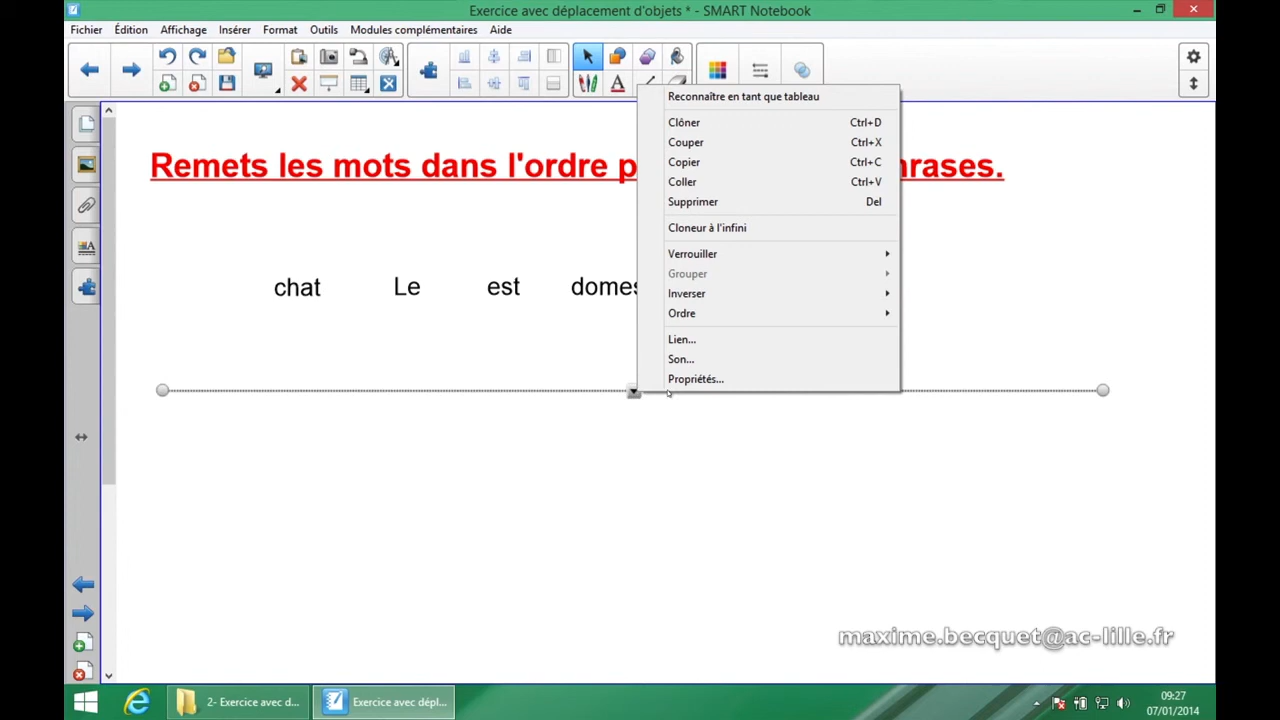 Exercice avec déplacement d'objets * - SMART Notebook
Fichier Édition Affichage Insérer Format Outils Modules complémentaires Aide
Reconnaître en tant que tableau
Clôner Ctrl+D
Couper Ctrl+X
Copier Ctrl+C
Coller Ctrl+V
Supprimer Del
Cloneur à l'infini
Verrouiller
Grouper
Inverser
Ordre
Lien...
Son...
Propriétés...
Remets les mots dans l'ordre p hrases.
chat Le est domes
maxime.becquet@ac-lille.fr
2- Exercice avec d... Exercice avec dépl... 09:27
07/01/2014